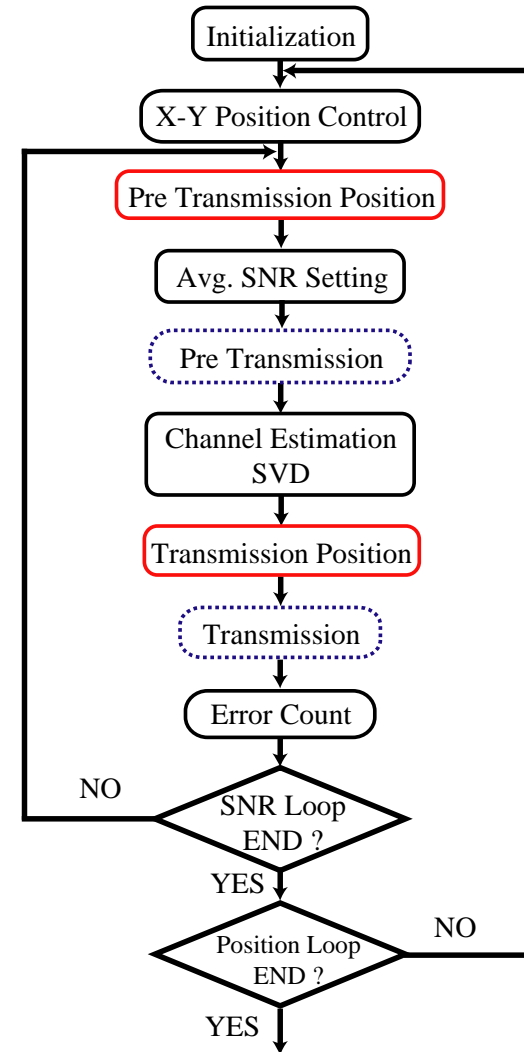 Initialization
X-Y Position Control
Pre Transmission Position
Avg. SNR Setting
Pre Transmission
Channel Estimation
SVD
Transmission Position
Transmission
Error Count
NO
SNR Loop
END ?
YES
Position Loop
END ?
NO
YES